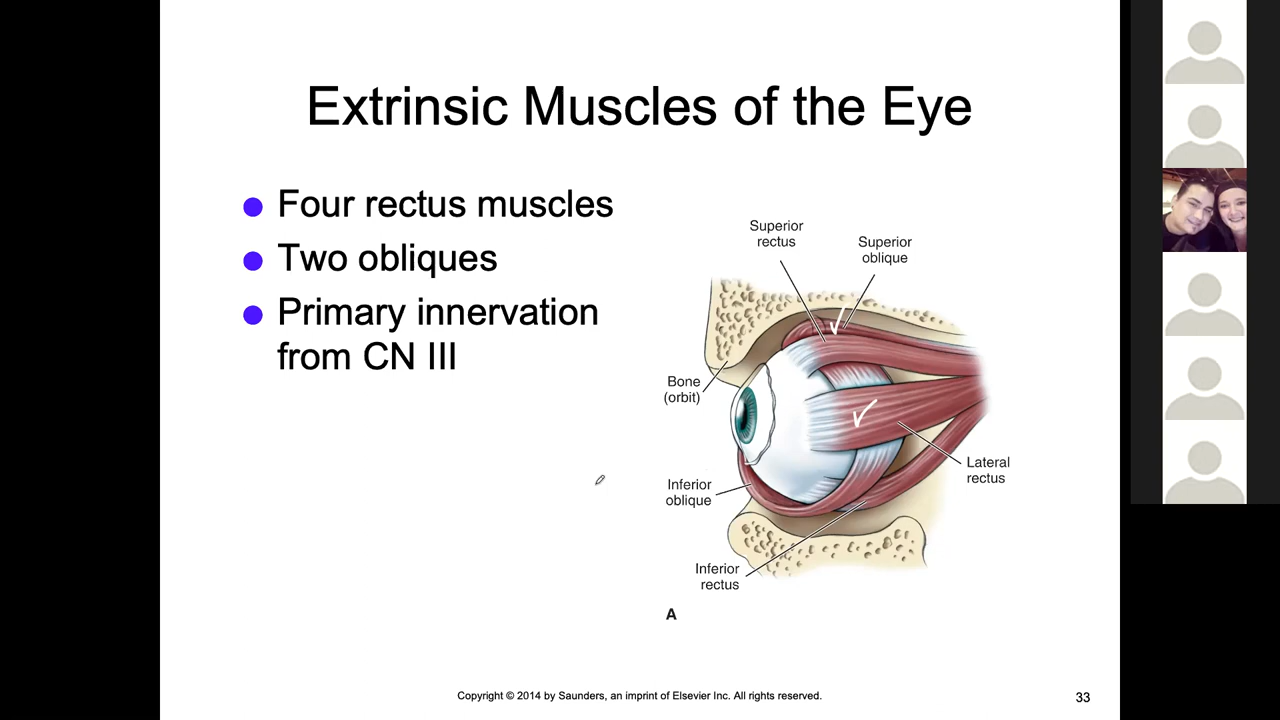 Extrinsic Muscles of the Eye
Four rectus muscles
Two obliques
Primary innervation
from CN III
Superior
rectus
Superior
oblique
Bone
(orbit)
Lateral
rectus
Inferior
oblique
Inferior
rectus
A
Copyright © 2014 by Saunders, an imprint of Elsevier Inc. All rights reserved.
33